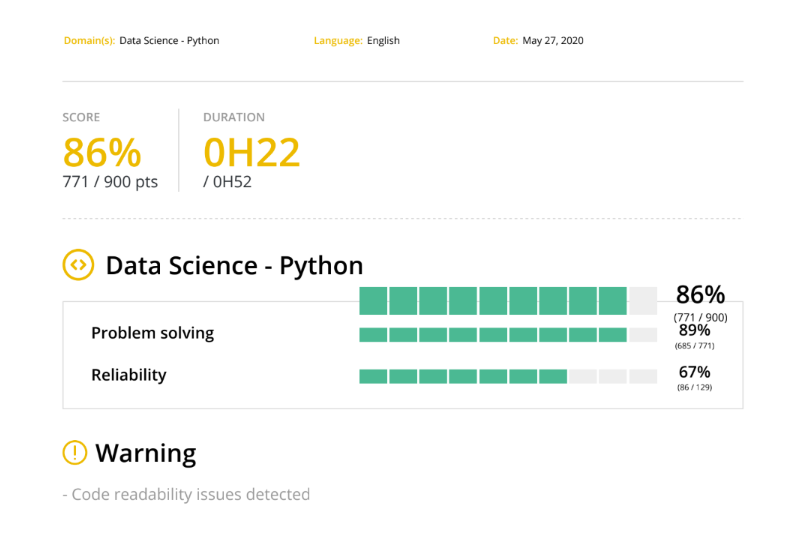 Domain(s): Data Science - Python Language: English Date: May 27, 2020
SCORE DURATION
86% 0H22
771 / 900 pts / 0H52
Data Science - Python
86%
(771 / 900)
Problem solving 89%
(685 / 771)
Reliability 67%
(86 / 129)
Warning
- Code readability issues detected